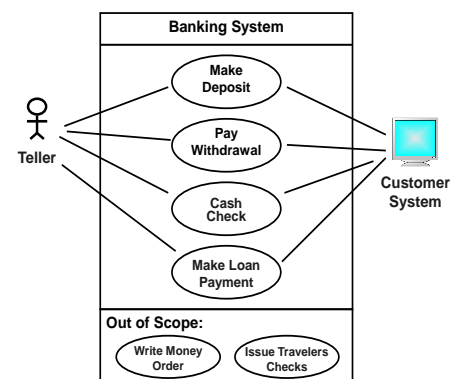 Banking System
Make
Deposit
Pay
Withdrawal
Teller
Customer
System
Cash
Check
Make Loan
Payment
Out of Scope:
Write Money
Order
Issue Travelers
Checks